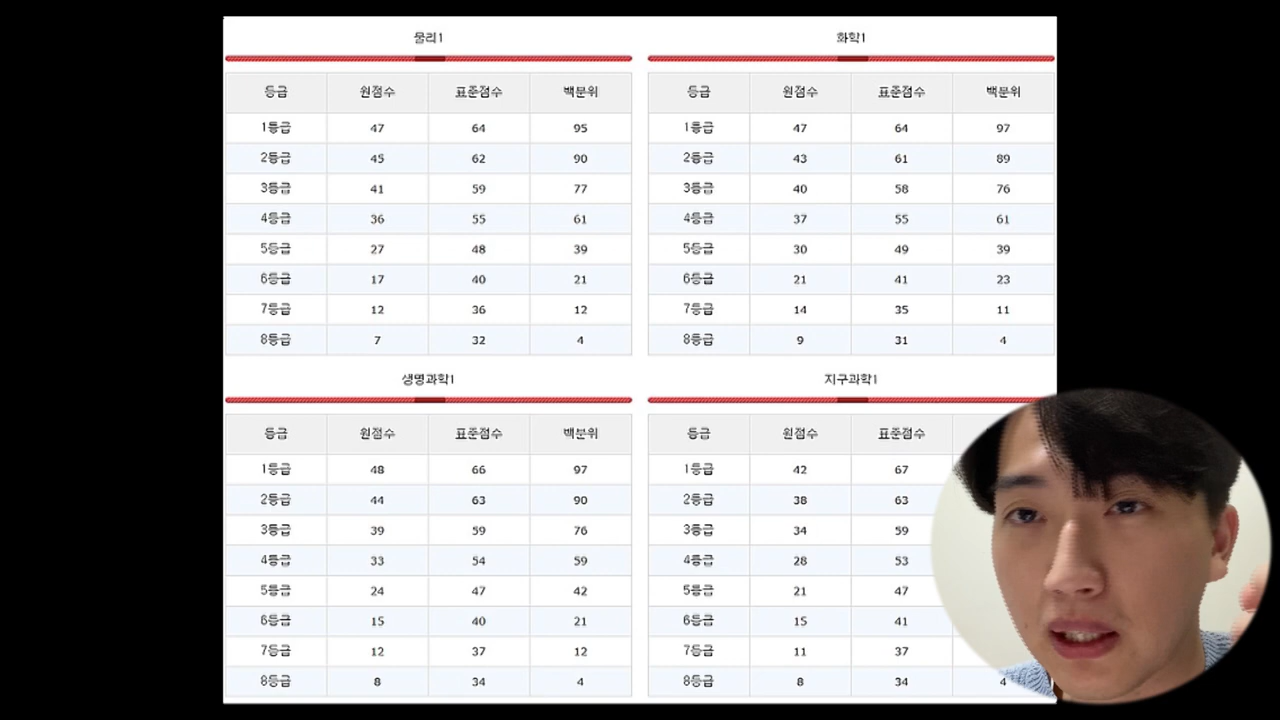 물리1
등급 원점수 표준점수 백분위
1등급 47 64 95
2등급 45 62 90
3등급 41 59 77
4등급 36 55 61
5등급 27 48 39
6등급 17 40 21
7등급 12 36 12
8등급 7 32 4
화학1
등급 원점수 표준점수 백분위
1등급 47 64 97
2등급 43 61 89
3등급 40 58 76
4등급 37 55 61
5등급 30 49 39
6등급 21 41 23
7등급 14 35 11
8등급 9 31 4
생명과학1
등급 원점수 표준점수 백분위
1등급 48 66 97
2등급 44 63 90
3등급 39 59 76
4등급 33 54 59
5등급 24 47 42
6등급 15 40 21
7등급 12 37 12
8등급 8 34 4
지구과학1
등급 원점수 표준점수
1등급 42 67
2등급 38 63
3등급 34 59
4등급 28 53
5등급 21 47
6등급 15 41
7등급 11 37
8등급 8 34 4